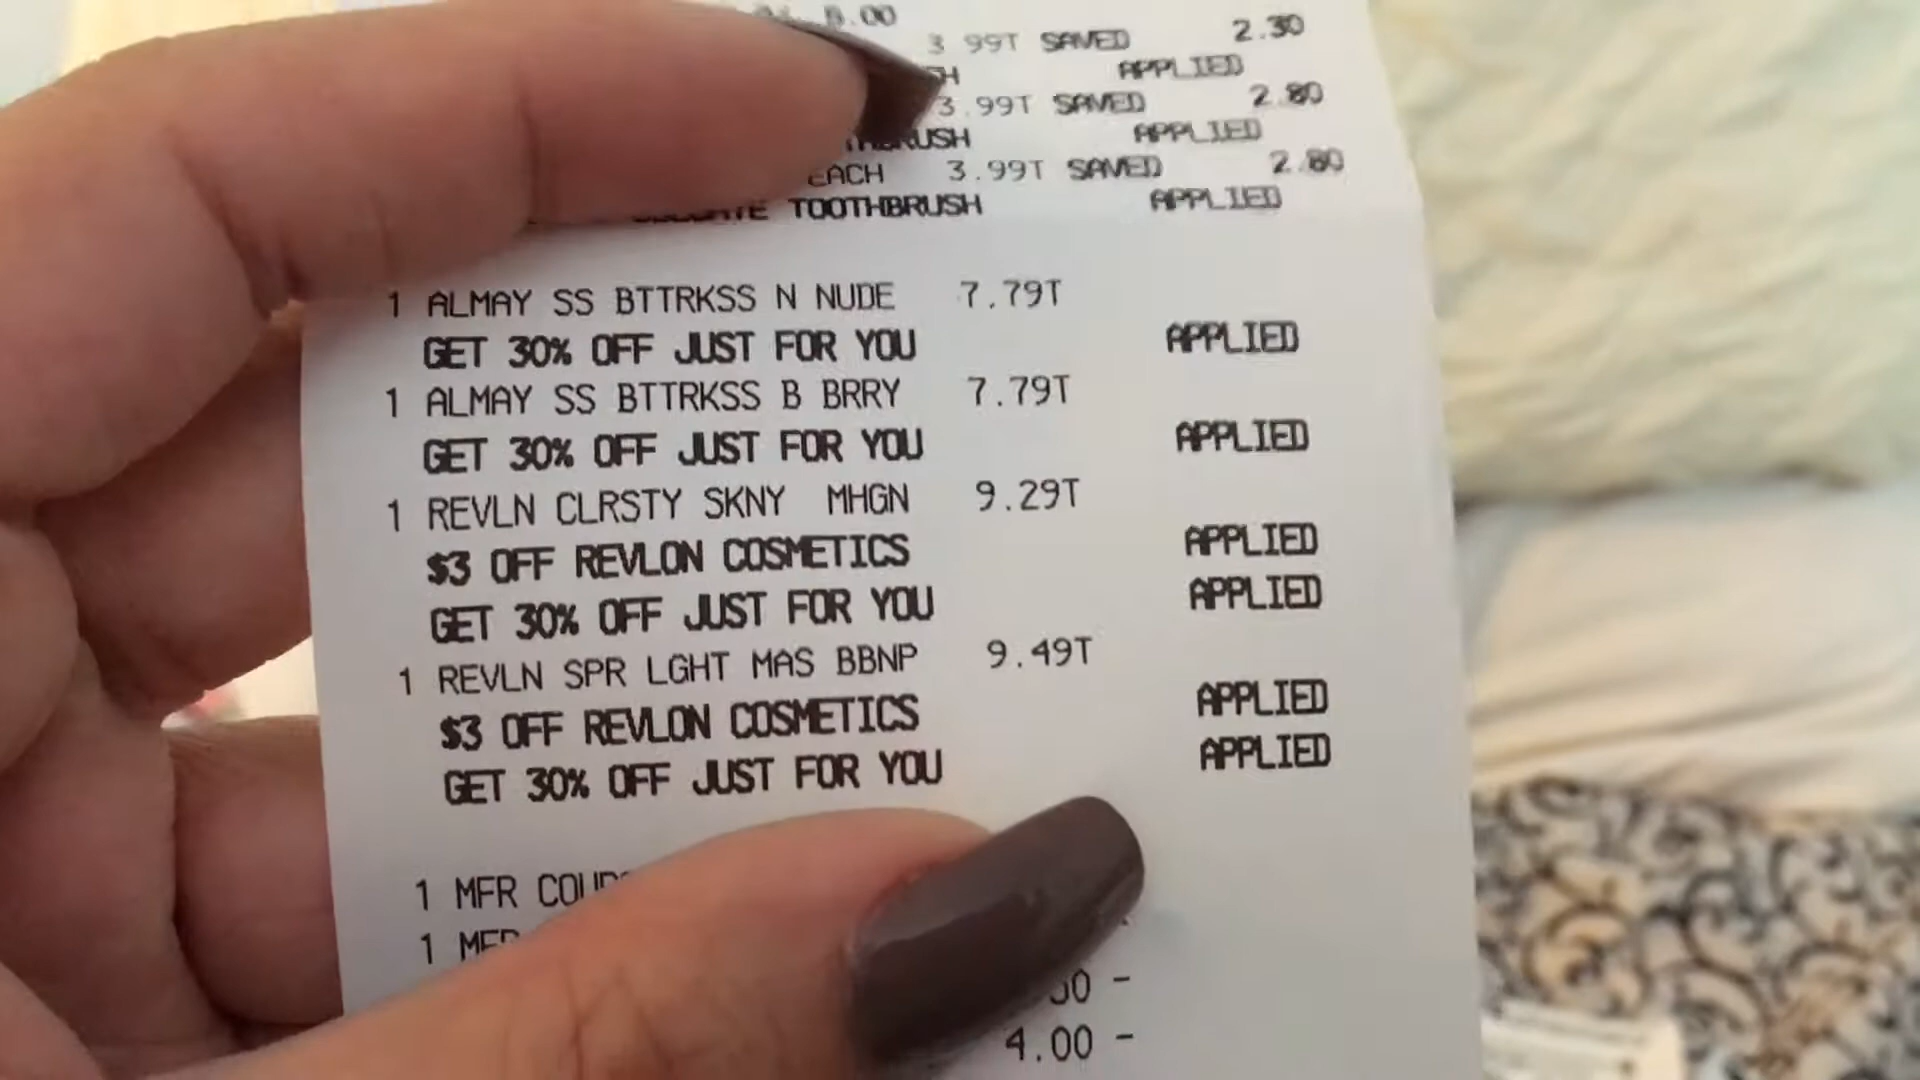 8.00
3 99T SAVED 2.30
APPLIED
3.99T SAVED 2.80
APPLIED
EACH 3.99T SAVED 2.80
TOOTHBRUSH APPLIED
1 ALMAY SS BTTRKSS N NUDE 7.79T
GET 30% OFF JUST FOR YOU APPLIED
1 ALMAY SS BTTRKSS B BRRY 7.79T
GET 30% OFF JUST FOR YOU APPLIED
1 REVLN CLRSTY SKNY MHGN 9.29T
$3 OFF REVLON COSMETICS APPLIED
GET 30% OFF JUST FOR YOU APPLIED
1 REVLN SPR LGHT MAS BBNP 9.49T
$3 OFF REVLON COSMETICS APPLIED
GET 30% OFF JUST FOR YOU APPLIED
1 MFR
1
4.00 -